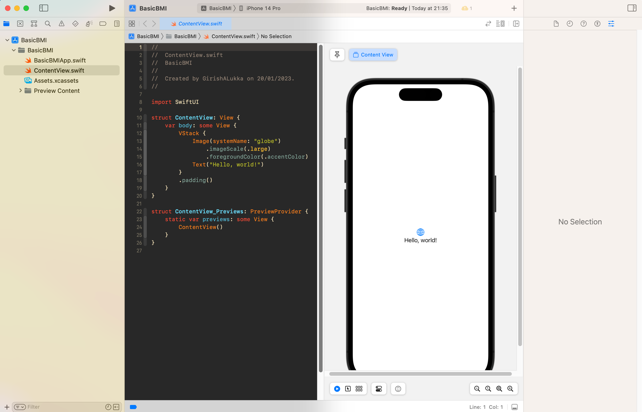 BasicBMI
BasicBMI 〉 iPhone 14 Pro
BasicBMI: Ready | Today at 21:35
1
ContentView.swift
BasicBMI
BasicBMI
BasicBMIApp.swift
ContentView.swift
Assets.xcassets
Preview Content
Filter
BasicBMI 〉 BasicBMI 〉 ContentView.swift 〉 No Selection
1 //
2 //  ContentView.swift
3 //  BasicBMI
4 //
5 //  Created by GirishALukka on 20/01/2023.
6 //
7
8 import SwiftUI
9
10 struct ContentView: View {
11     var body: some View {
12         VStack {
13             Image(systemName: "globe")
14                 .imageScale(.large)
15                 .foregroundColor(.accentColor)
16             Text("Hello, world!")
17         }
18         .padding()
19     }
20 }
21
22 struct ContentView_Previews: PreviewProvider {
23     static var previews: some View {
24         ContentView()
25     }
26 }
27
Content View
Hello, world!
No Selection
Line: 1 Col: 1